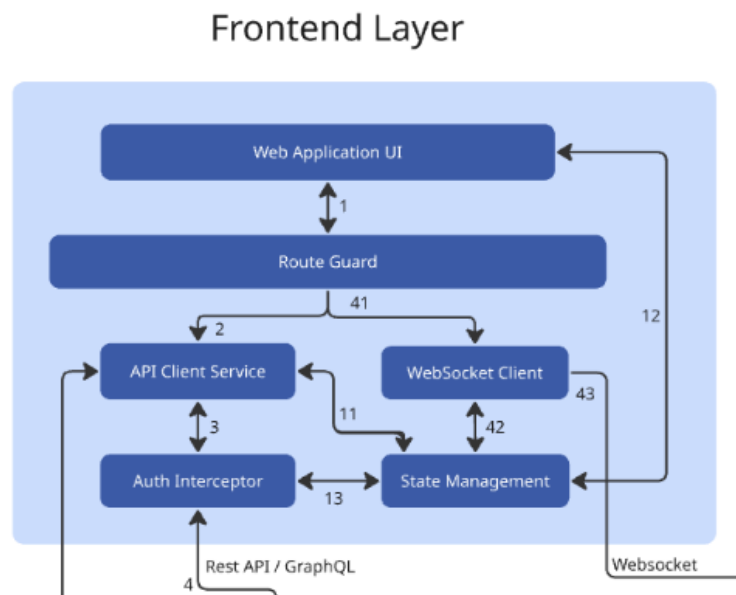 Frontend Layer
Web Application UI
1
Route Guard
41
12
2
API Client Service
WebSocket Client
43
11
3
42
Auth Interceptor
State Management
13
Rest API / GraphQL
Websocket
4